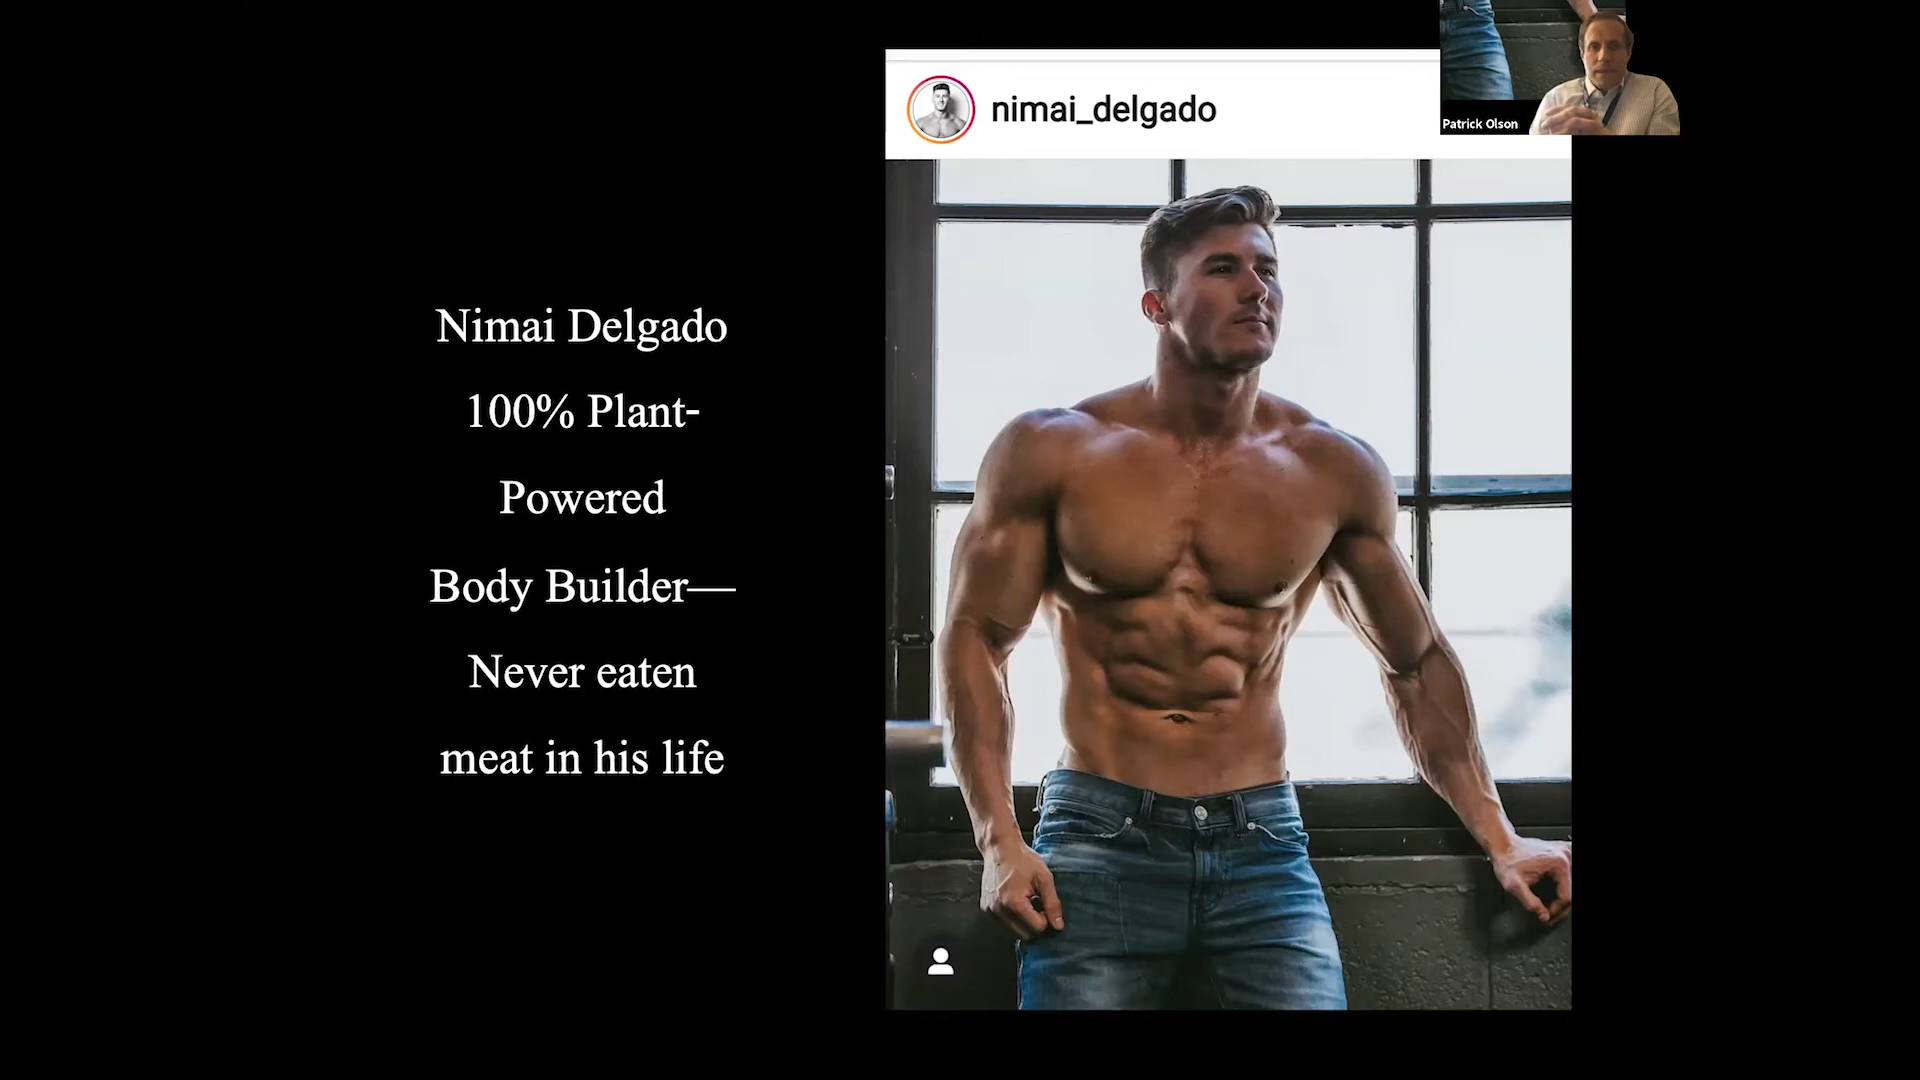 Nimai Delgado
100% Plant-
Powered
Body Builder—
Never eaten
meat in his life
nimai_delgado
Patrick Olson